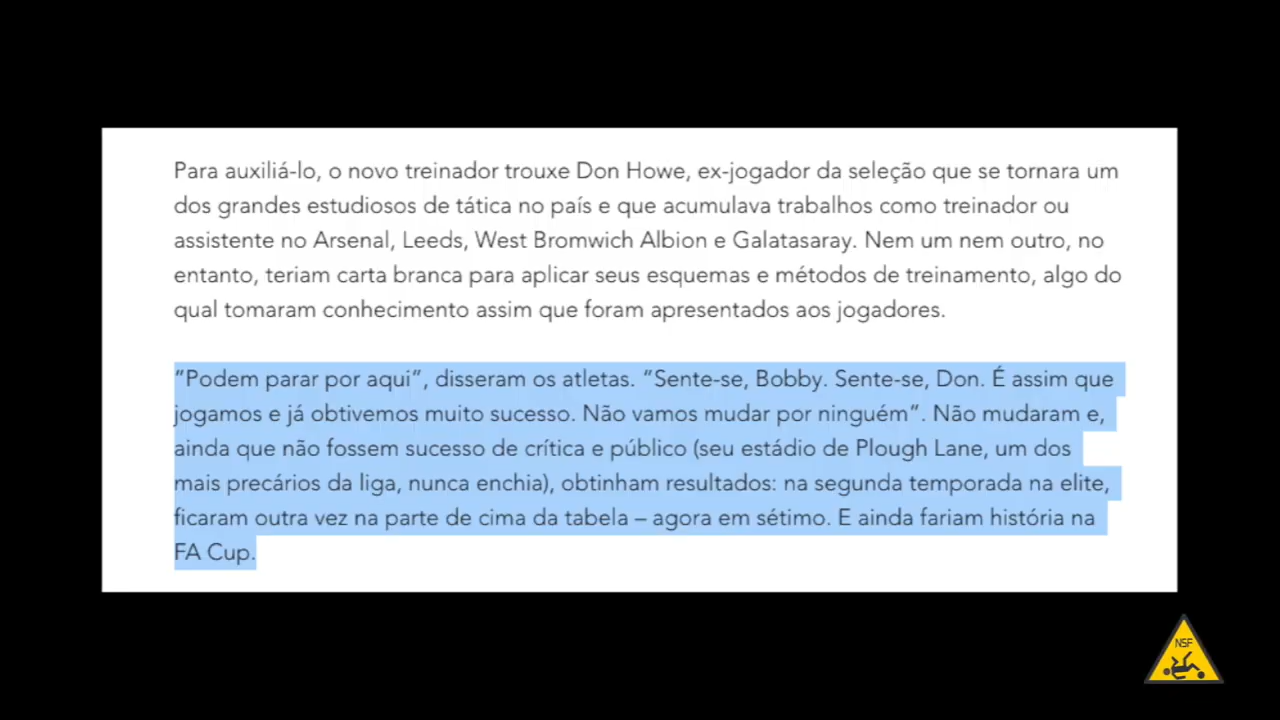 Para auxiliá-lo, o novo treinador trouxe Don Howe, ex-jogador da seleção que se tornara um
dos grandes estudiosos de tática no país e que acumulava trabalhos como treinador ou
assistente no Arsenal, Leeds, West Bromwich Albion e Galatasaray. Nem um nem outro, no
entanto, teriam carta branca para aplicar seus esquemas e métodos de treinamento, algo do
qual tomaram conhecimento assim que foram apresentados aos jogadores.
“Podem parar por aqui”, disseram os atletas. “Sente-se, Bobby. Sente-se, Don. É assim que
jogamos e já obtivemos muito sucesso. Não vamos mudar por ninguém”. Não mudaram e,
ainda que não fossem sucesso de crítica e público (seu estádio de Plough Lane, um dos
mais precários da liga, nunca enchia), obtinham resultados: na segunda temporada na elite,
ficaram outra vez na parte de cima da tabela – agora em sétimo. E ainda fariam história na
FA Cup.
NSF